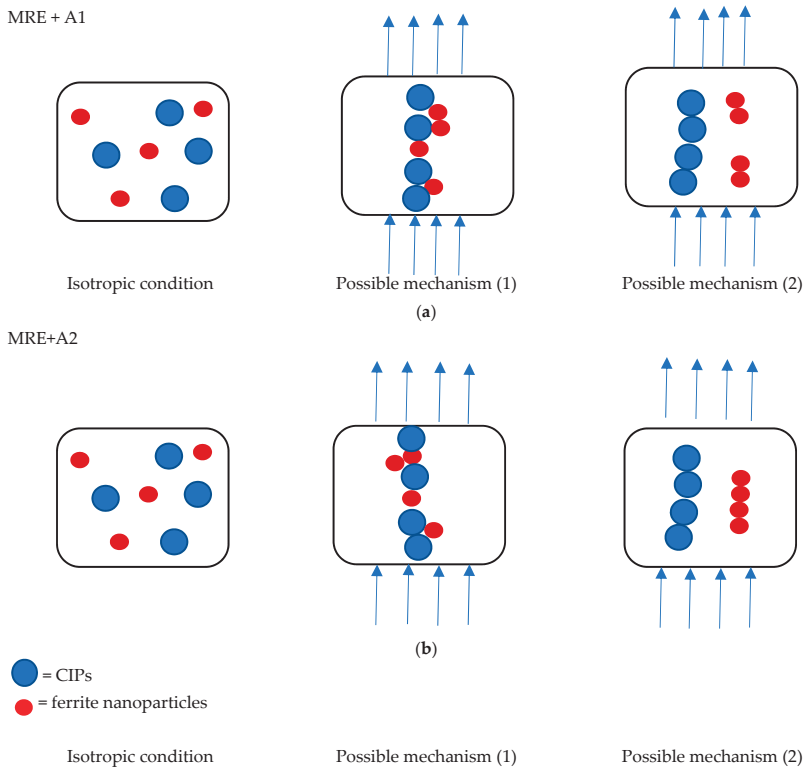 MRE + A1
Isotropic condition
Possible mechanism (1)
Possible mechanism (2)
(a)
MRE+A2
(b)
= CIPs
= ferrite nanoparticles
Isotropic condition
Possible mechanism (1)
Possible mechanism (2)